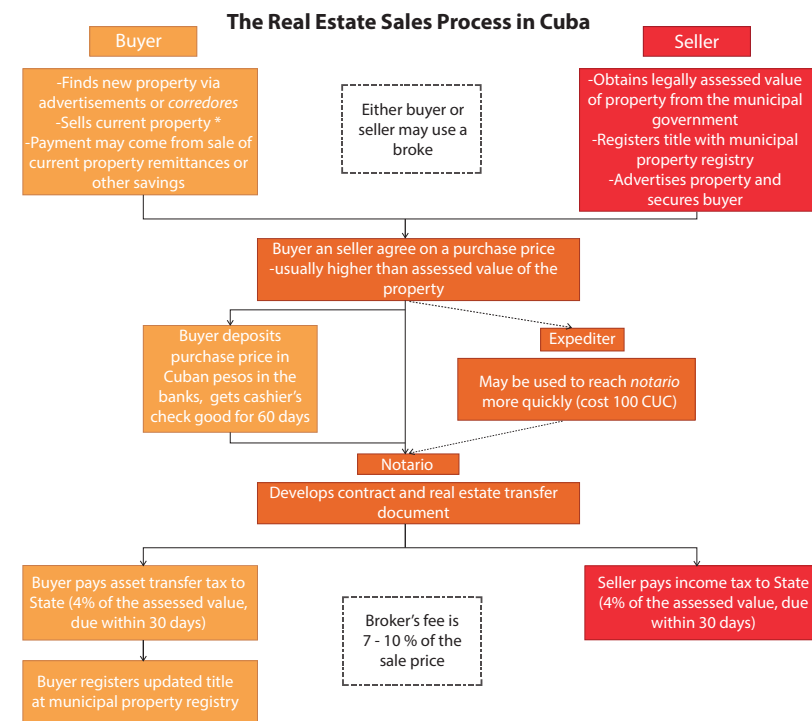 The Real Estate Sales Process in Cuba
Buyer
Seller
-Finds new property via
advertisements or corredores
-Sells current property *
-Payment may come from sale of
current property remittances or
other savings
Either buyer or
seller may use a
broke
-Obtains legally assessed value
of property from the municipal
government
-Registers title with municipal
property registry
-Advertises property and
secures buyer
Buyer an seller agree on a purchase price
-usually higher than assessed value of the
property
Buyer deposits
purchase price in
Cuban pesos in the
banks, gets cashier's
check good for 60 days
Expediter
May be used to reach notario
more quickly (cost 100 CUC)
Notario
Develops contract and real estate transfer
document
Buyer pays asset transfer tax to
State (4% of the assessed value,
due within 30 days)
Broker's fee is
7 - 10 % of the
sale price
Seller pays income tax to State
(4% of the assessed value, due
within 30 days)
Buyer registers updated title
at municipal property registry